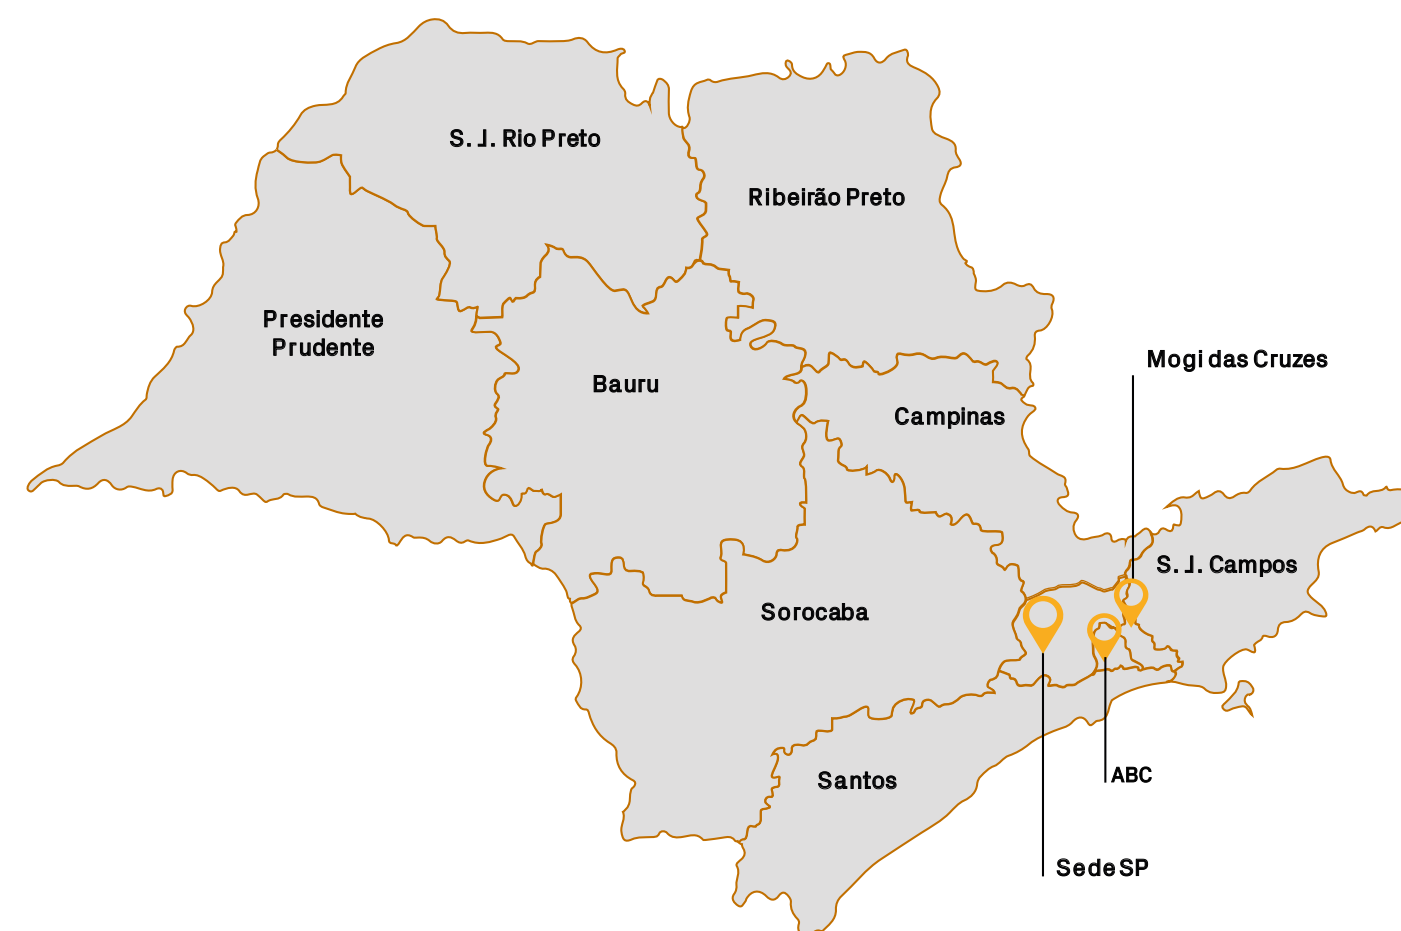 S.J. Rio Preto
Ribeirão Preto
Presidente
Prudente
Mogi das Cruzes
Bauru
Campinas
S.J. Campos
Sorocaba
ABC
Santos
Sede SP